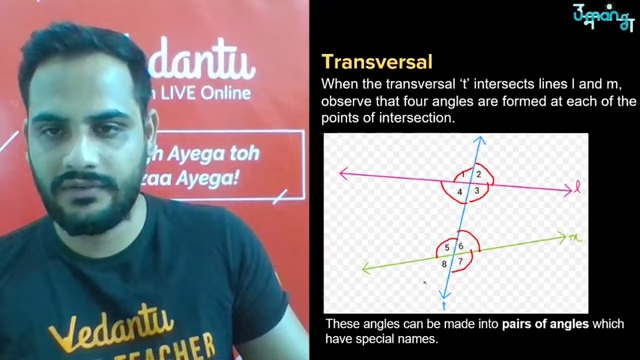 उमंग
Vedantu
LIVE Online
Ayega toh
Ayega!
Vedantu
TEACHER
Transversal
When the transversal ‘t’ intersects lines l and m,
observe that four angles are formed at each of the
points of intersection.
1 2
4 3
l
5 6
8 7
m
t
These angles can be made into pairs of angles which
have special names.